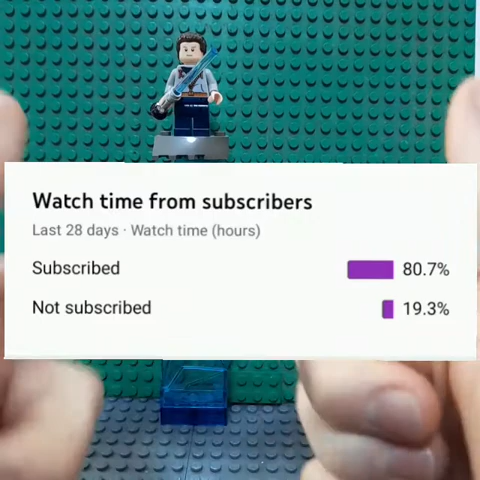 Watch time from subscribers
Last 28 days · Watch time (hours)
Subscribed 80.7%
Not subscribed 19.3%